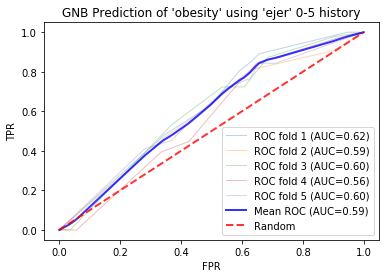 GNB Prediction of 'obesity' using 'ejer' 0-5 history
TPR
1.0
0.8
0.6
0.4
0.2
0.0
ROC fold 1 (AUC=0.62)
ROC fold 2 (AUC=0.59)
ROC fold 3 (AUC=0.60)
ROC fold 4 (AUC=0.56)
ROC fold 5 (AUC=0.60)
Mean ROC (AUC=0.59)
Random
0.0 0.2 0.4 0.6 0.8 1.0
FPR